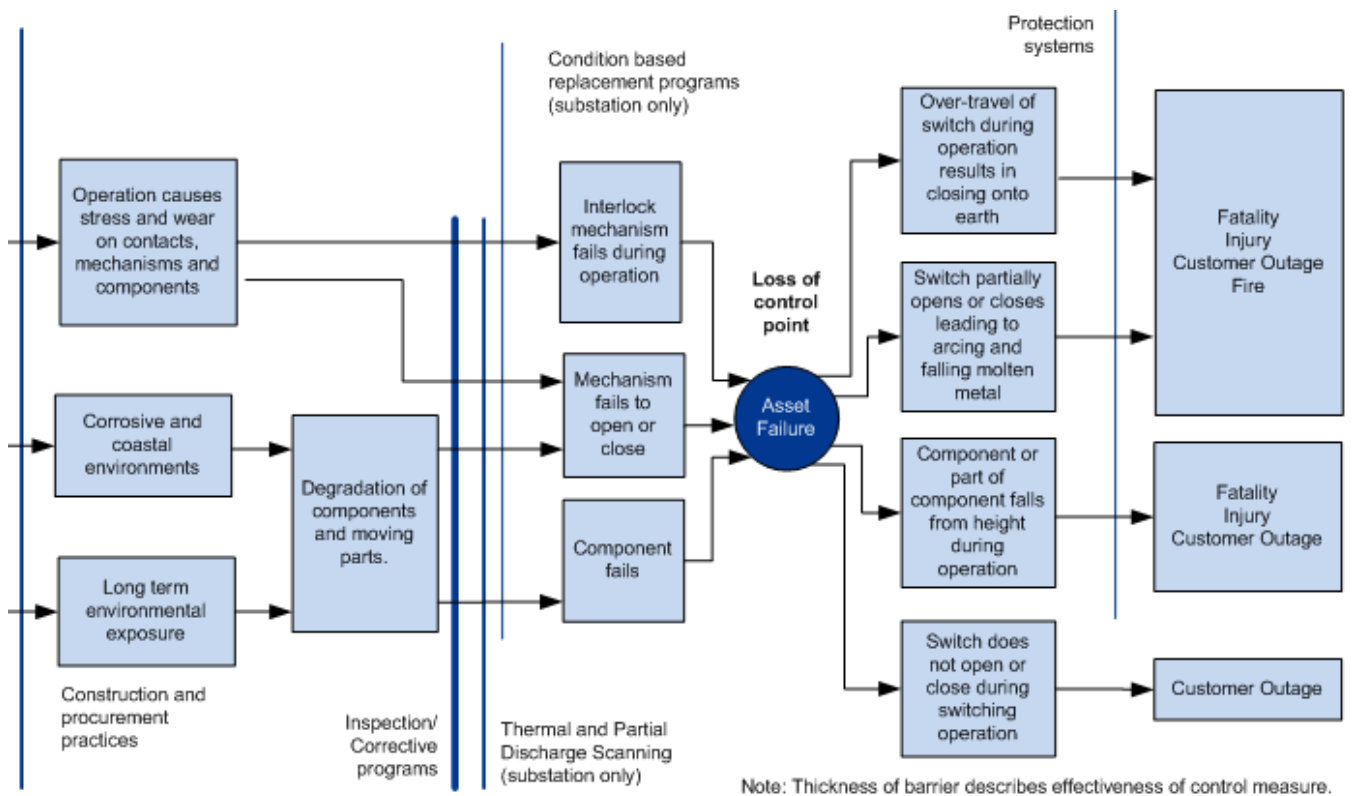 Protection
systems
Condition based
replacement programs
(substation only)
Operation causes
stress and wear
on contacts,
mechanisms and
components
Interlock
mechanism
fails during
operation
Over-travel of
switch during
operation
results in
closing onto
earth
Fatality
Injury
Customer Outage
Fire
Loss of
control
point
Switch partially
opens or closes
leading to
arcing and
falling molten
metal
Mechanism
fails to
open or
close
Asset
Failure
Corrosive and
coastal
environments
Degradation of
components
and moving
parts.
Component or
part of
component falls
from height
during
operation
Fatality
Injury
Customer Outage
Component
fails
Long term
environmental
exposure
Switch does
not open or
close during
switching
operation
Customer Outage
Construction and
procurement
practices
Inspection/
Corrective
programs
Thermal and Partial
Discharge Scanning
(substation only)
Note: Thickness of barrier describes effectiveness of control measure.